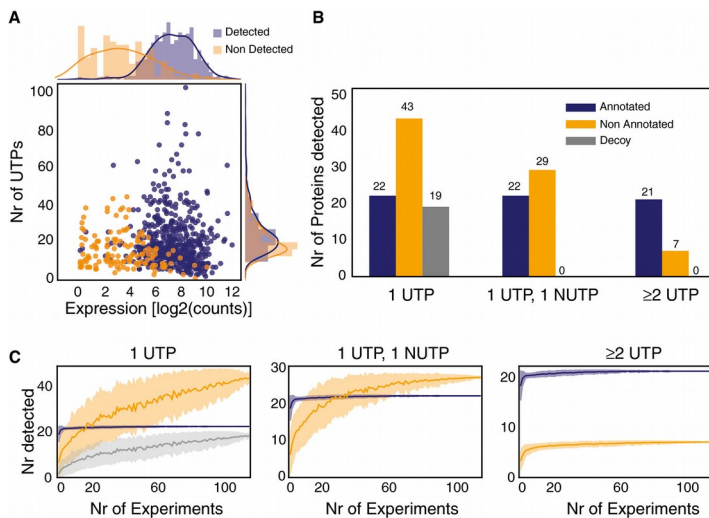 A
Detected
Non Detected
Nr of UTPs
100
80
60
40
20
0
0 2 4 6 8 10 12
Expression [log2(counts)]
B
Nr of Proteins detected
50
40
30
20
10
0
Annotated
Non Annotated
Decoy
22 43 19
22 29 0
21 7 0
1 UTP
1 UTP, 1 NUTP
≥2 UTP
C
Nr detected
1 UTP
40
20
0
0 20 60 100
Nr of Experiments
1 UTP, 1 NUTP
30
20
10
0
0 20 60 100
Nr of Experiments
≥2 UTP
20
10
0
0 20 60 100
Nr of Experiments